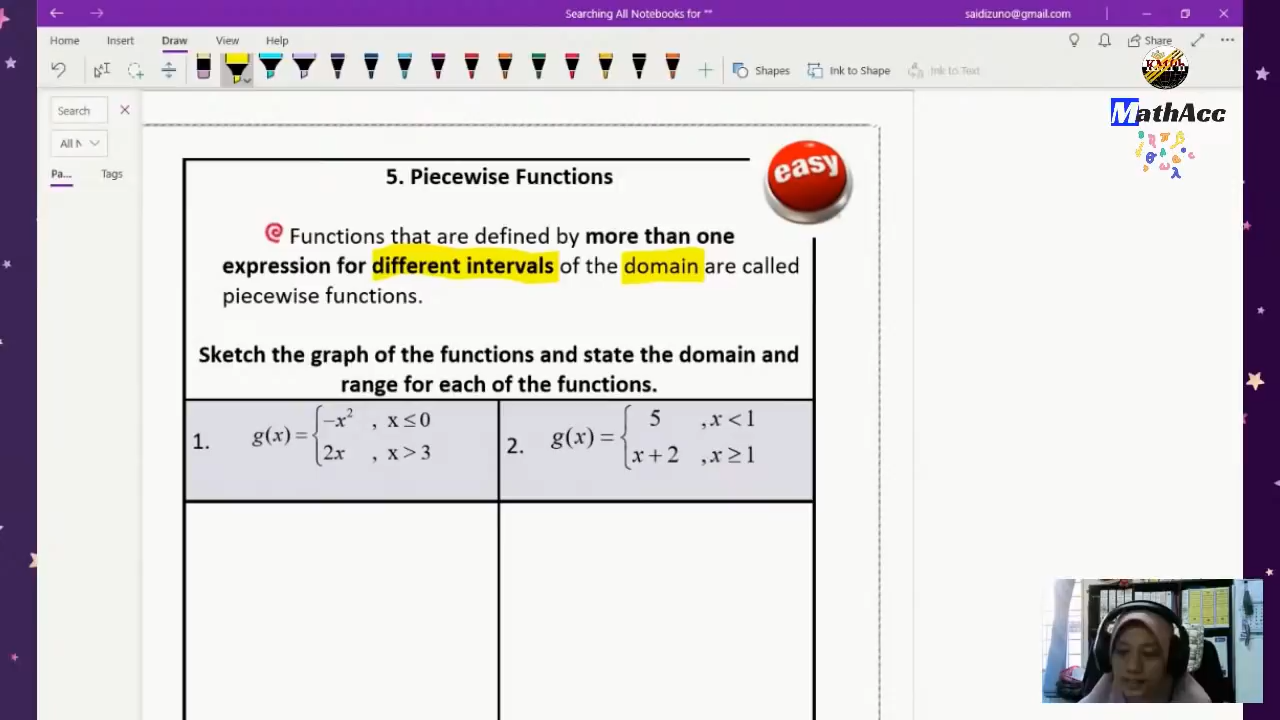 Searching All Notebooks for ""
saidizuno@gmail.com
Home Insert Draw View Help
Share
Shapes
Ink to Shape
Ink to Text
KMPk
MathAcc
Search
All N
Pa...
Tags
easy
5. Piecewise Functions
Functions that are defined by more than one
expression for different intervals of the domain are called
piecewise functions.
Sketch the graph of the functions and state the domain and
range for each of the functions.
1. g(x) = { -x² , x ≤ 0
2x , x > 3
2. g(x) = { 5 , x < 1
x + 2 , x ≥ 1